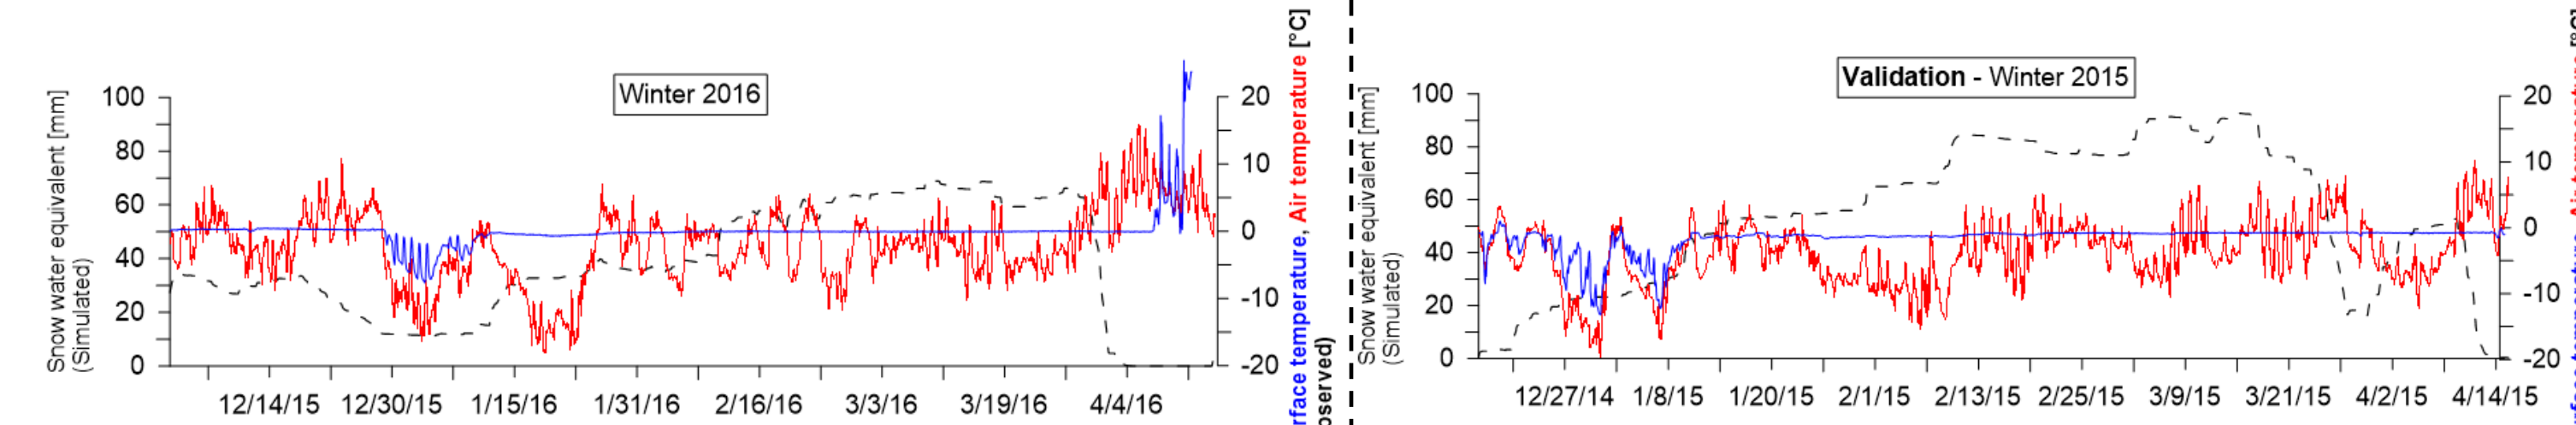 Winter 2016
Snow water equivalent [mm]
(Simulated)
100
80
60
40
20
0
20
10
0
-10
-20
12/14/15 12/30/15 1/15/16 1/31/16 2/16/16 3/3/16 3/19/16 4/4/16
temperature, Air temperature [°C]
Validation - Winter 2015
Snow water equivalent [mm]
(Simulated)
100
80
60
40
20
0
20
10
0
-10
-20
12/27/14 1/8/15 1/20/15 2/1/15 2/13/15 2/25/15 3/9/15 3/21/15 4/2/15 4/14/15